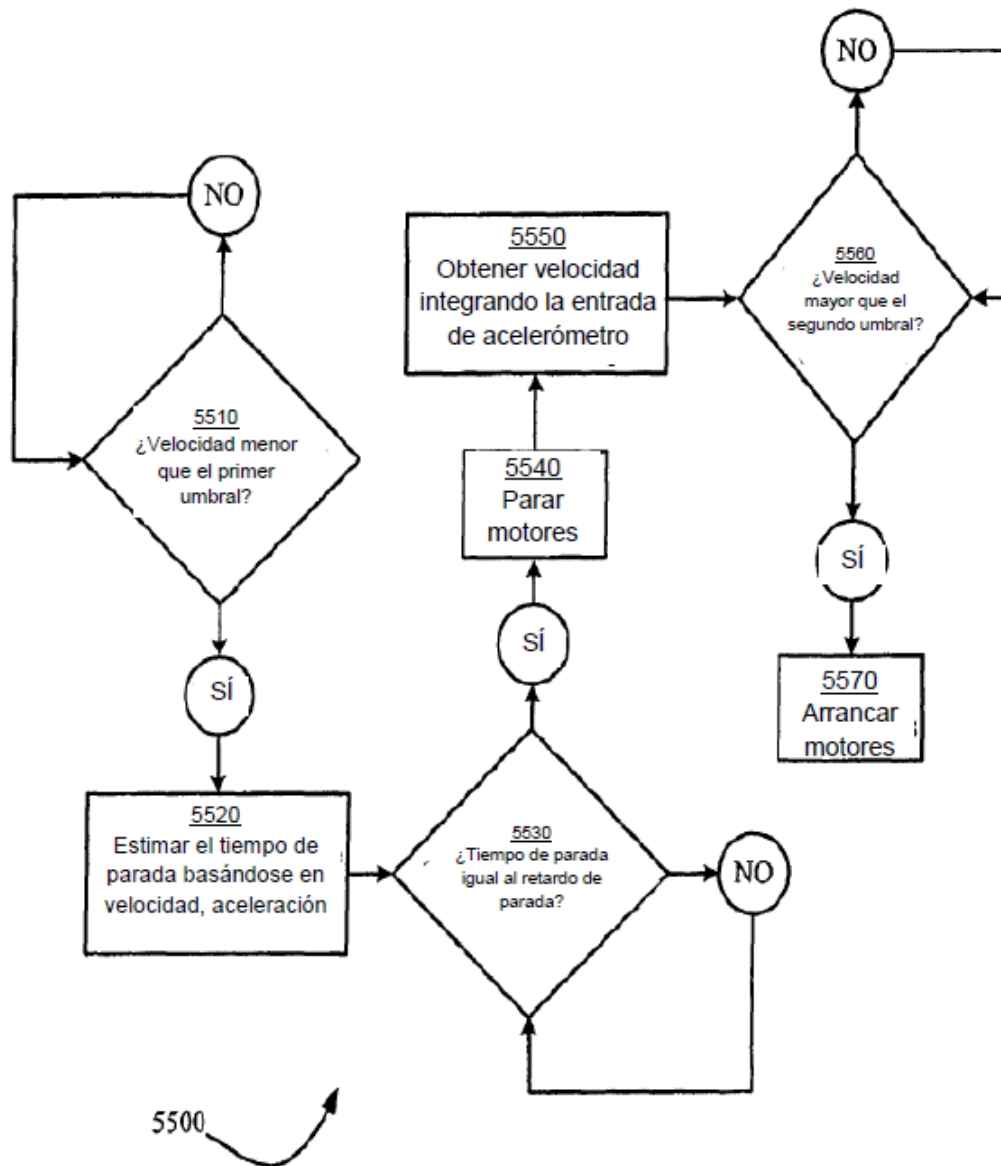 NO
5510
¿Velocidad menor
que el primer
umbral?
SÍ
5520
Estimar el tiempo de
parada basándose en
velocidad, aceleración
5530
¿Tiempo de parada
igual al retardo de
parada?
NO
SÍ
5540
Parar
motores
5550
Obtener velocidad
integrando la entrada
de acelerómetro
5560
¿Velocidad
mayor que el
segundo umbral?
NO
SÍ
5570
Arrancar
motores
5500